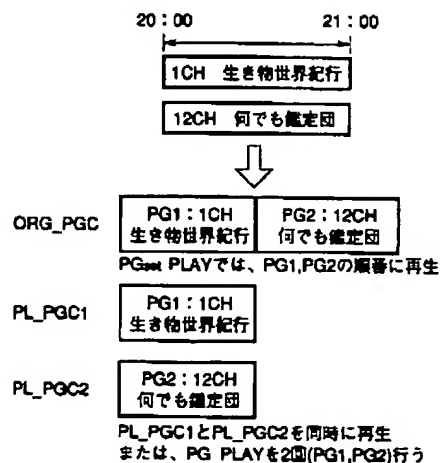 20:00 21:00
1CH 生き物世界紀行
12CH 何でも鑑定団
ORG_PGC
PG1:1CH
生き物世界紀行
PG2:12CH
何でも鑑定団
PGset PLAYでは、PG1,PG2の順番に再生
PL_PGC1
PG1:1CH
生き物世界紀行
PL_PGC2
PG2:12CH
何でも鑑定団
PL_PGC1とPL_PGC2を同時に再生
または、PG PLAYを2回(PG1,PG2)行う